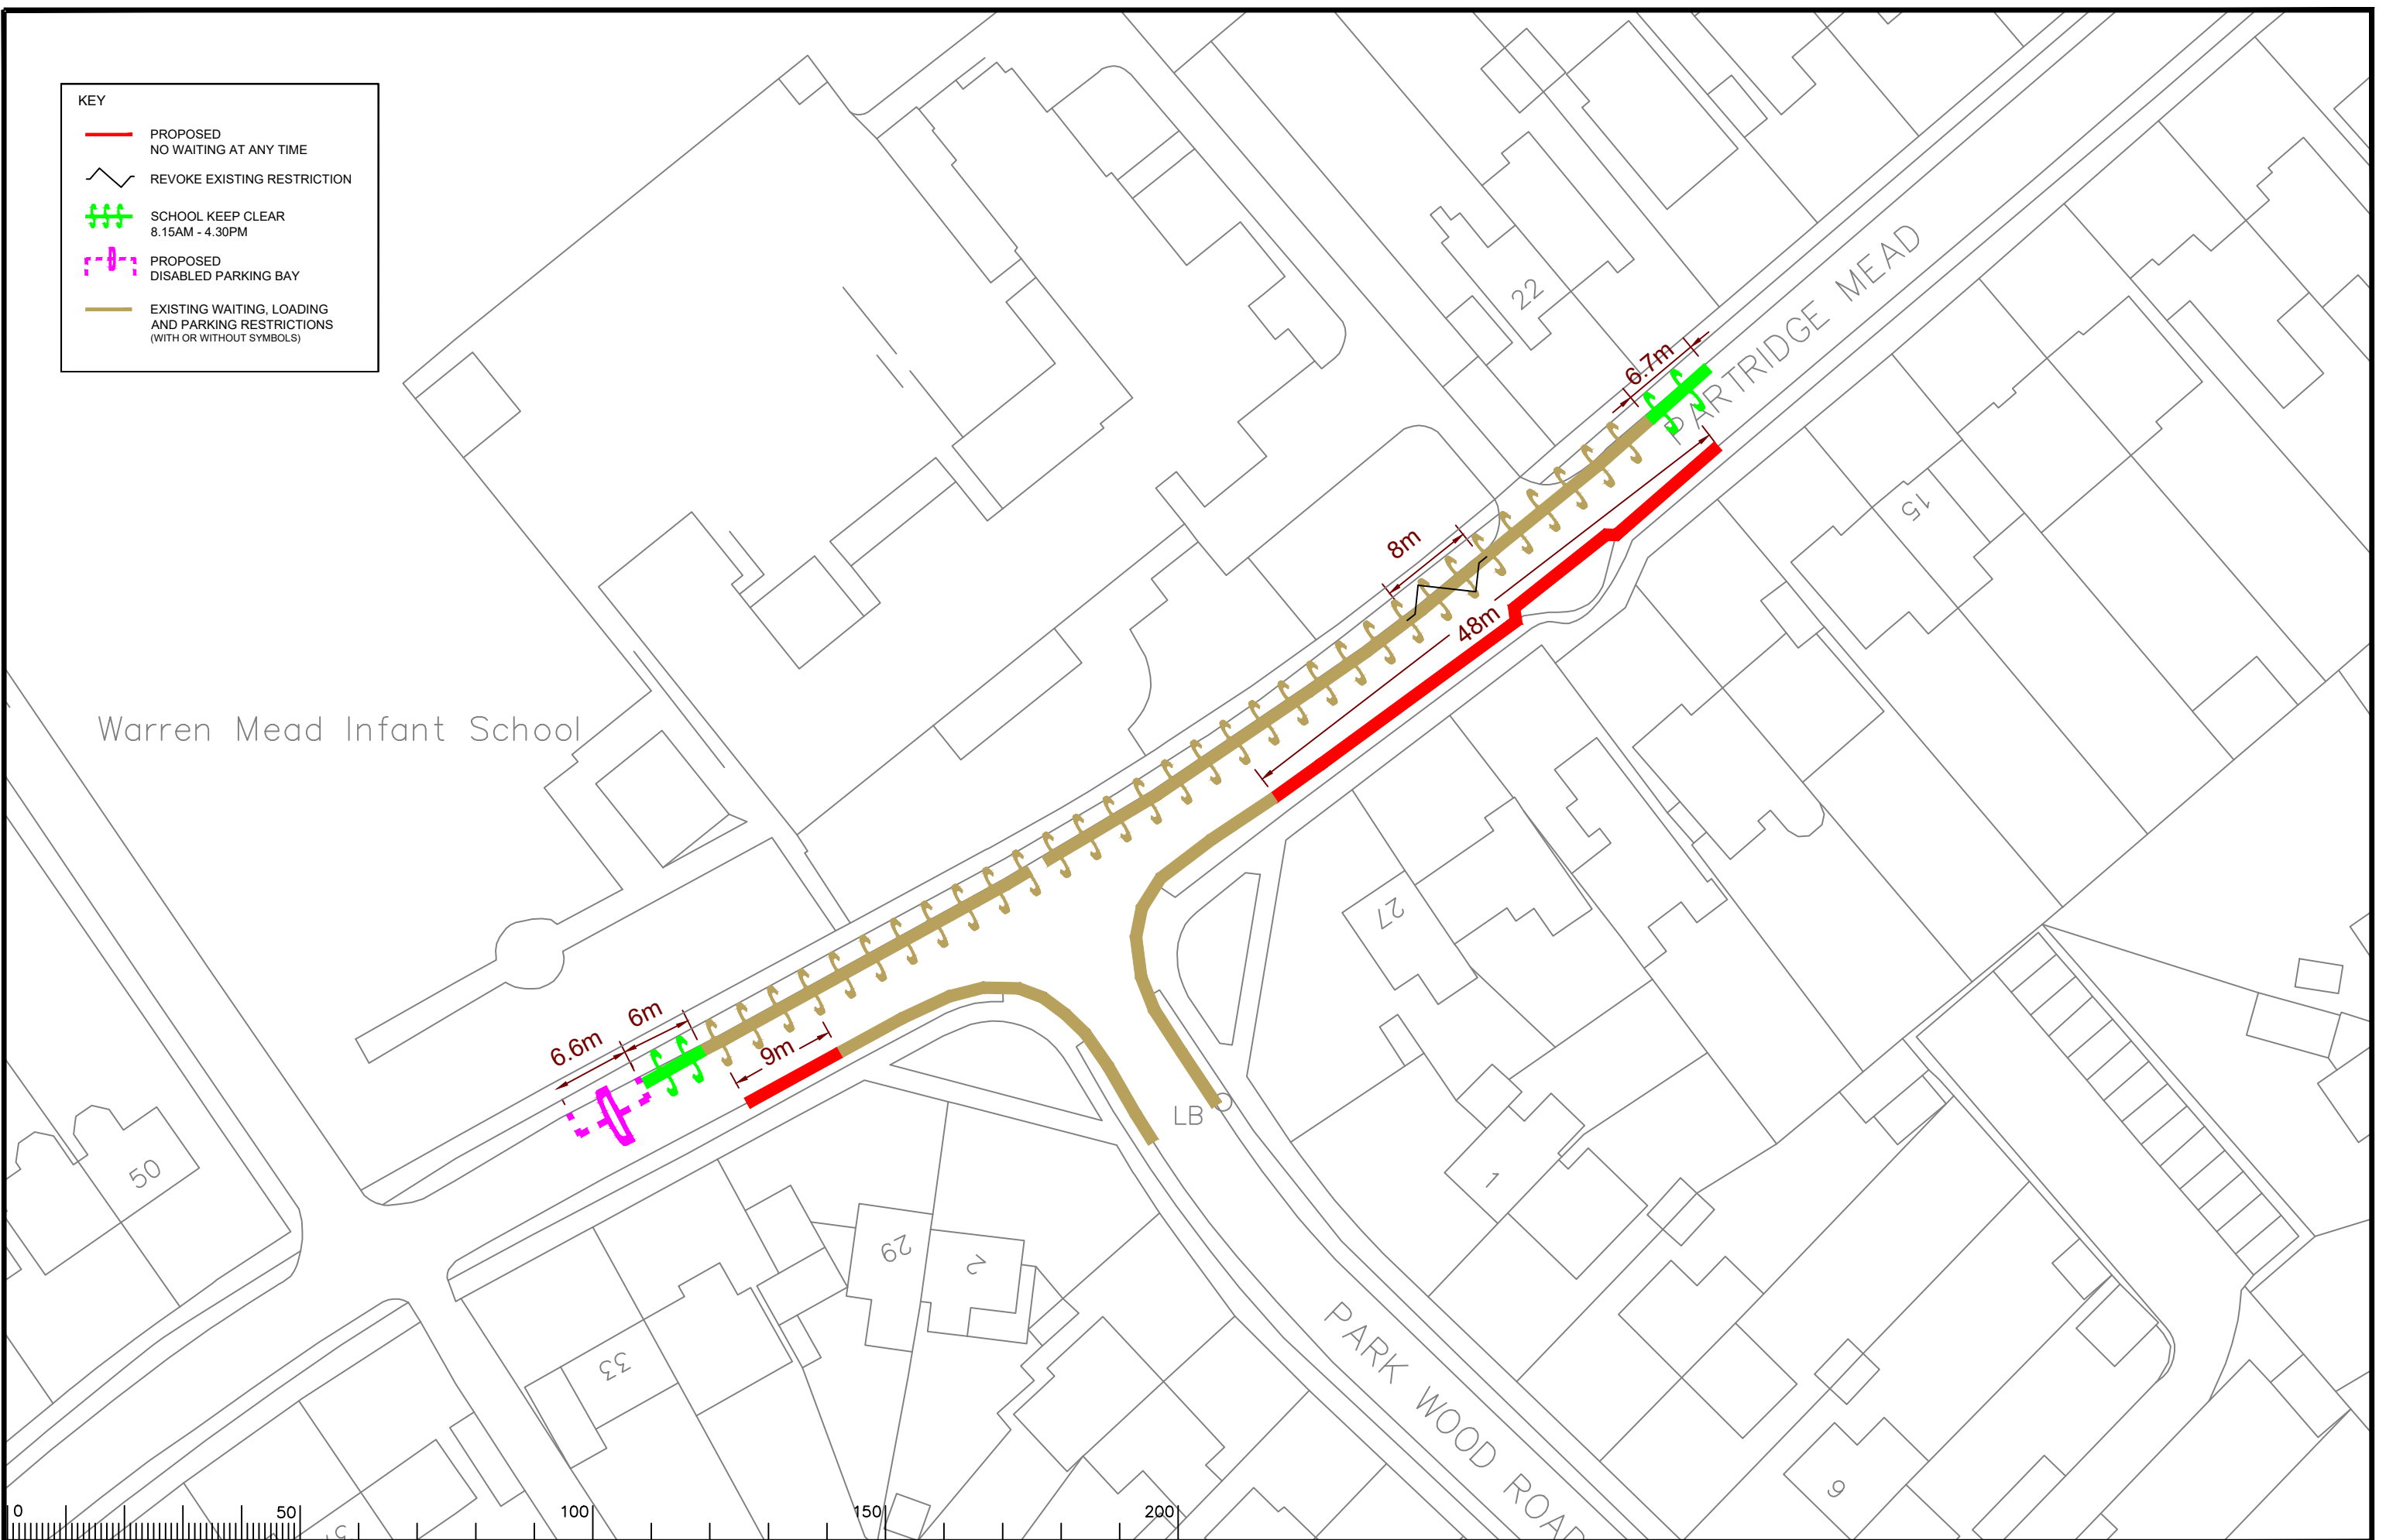 KEY
PROPOSED
NO WAITING AT ANY TIME
REVOKE EXISTING RESTRICTION
SCHOOL KEEP CLEAR
8.15AM - 4.30PM
PROPOSED
DISABLED PARKING BAY
EXISTING WAITING, LOADING
AND PARKING RESTRICTIONS
(WITH OR WITHOUT SYMBOLS)
22
PARTRIDGE MEAD
6.7m
15
8m
48m
Warren Mead Infant School
27
6m
6.6m
9m
LB
50
1
29
2
33
PARK WOOD ROAD
9
0
50
100
150
200